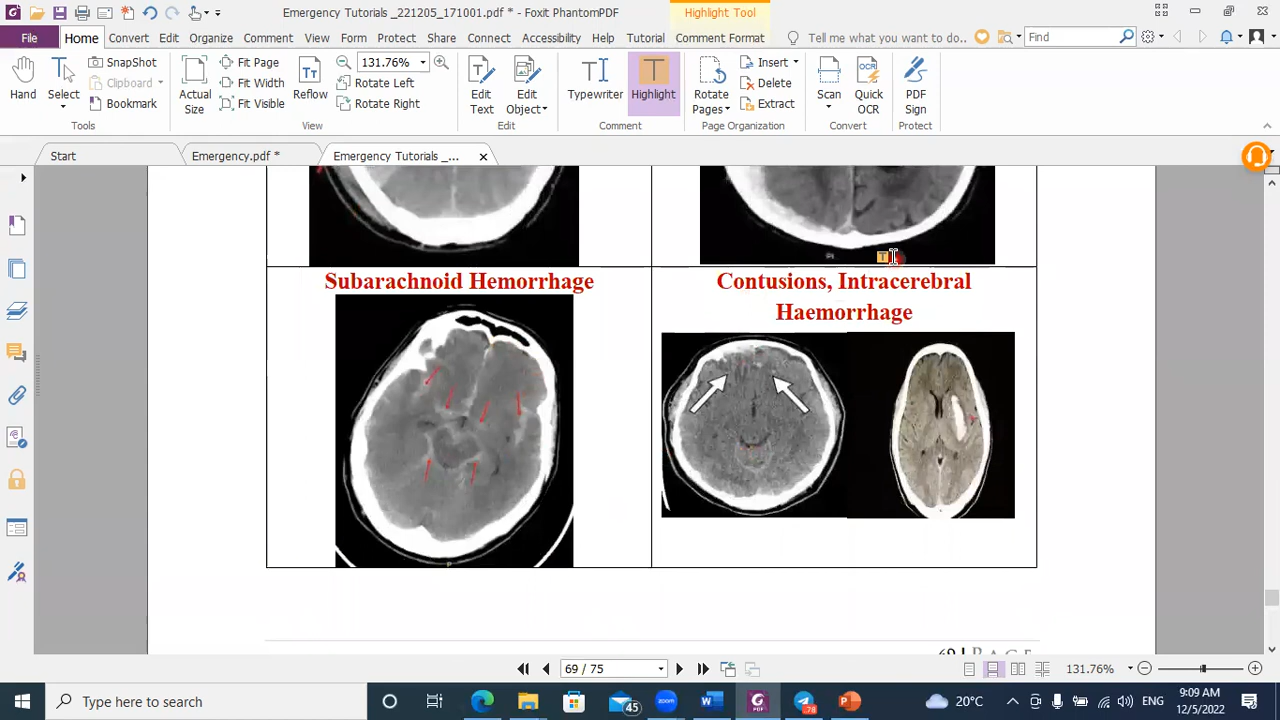 Emergency Tutorials _221205_171001.pdf * - Foxit PhantomPDF
Highlight Tool
File Home Convert Edit Organize Comment View Form Protect Share Connect Accessibility Help Tutorial Comment Format Tell me what you want to do.. Find
Hand
Select
SnapShot
Clipboard
Bookmark
Tools
Actual Size
Fit Page
Fit Width
Fit Visible
Reflow
131.76%
Rotate Left
Rotate Right
View
Edit Text
Edit Object
Edit
Typewriter
Highlight
Comment
Rotate Pages
Insert
Delete
Extract
Page Organization
Scan
Quick OCR
Convert
PDF Sign
Protect
Start
Emergency.pdf *
Emergency Tutorials _...
Subarachnoid Hemorrhage
Contusions, Intracerebral
Haemorrhage
69 / 75
131.76%
Type here to search
45
zoom
PDF
78
20°C
ENG
9:09 AM
12/5/2022